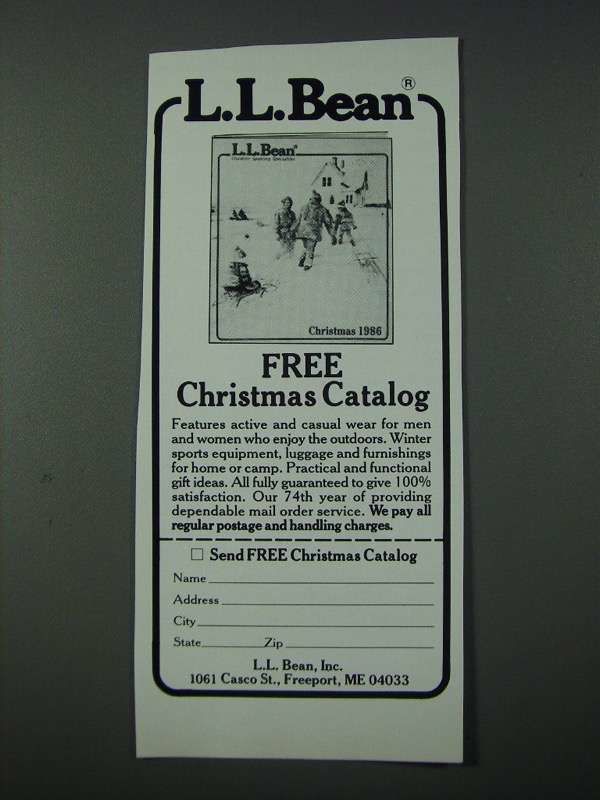 L.L.Bean®
L.L.Bean®
Outdoor Sporting Specialties
Christmas 1986
FREE
Christmas Catalog
Features active and casual wear for men
and women who enjoy the outdoors. Winter
sports equipment, luggage and furnishings
for home or camp. Practical and functional
gift ideas. All fully guaranteed to give 100%
satisfaction. Our 74th year of providing
dependable mail order service. We pay all
regular postage and handling charges.
☐ Send FREE Christmas Catalog
Name
Address
City
State Zip
L.L. Bean, Inc.
1061 Casco St., Freeport, ME 04033